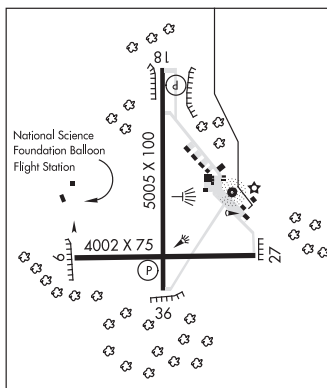 18
P
National Science
Foundation Balloon
Flight Station
5005 X 100
4002 X 75
9
P
27
36